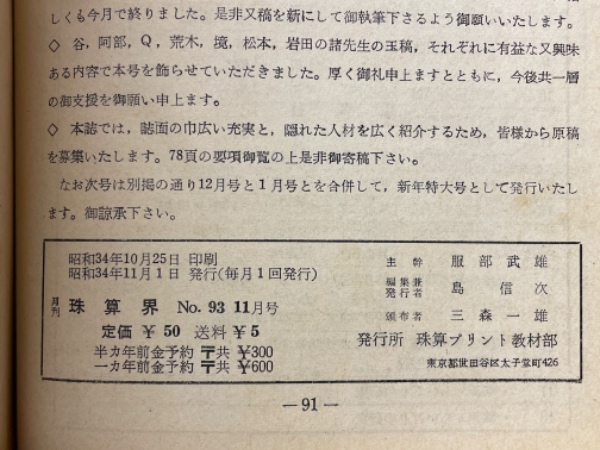 しくも今月で終りました。是非又稿を新にして御執筆下さるよう御願いいたします。
◇ 谷，阿部，Q，荒木，境，松本，岩田の諸先生の玉稿，それぞれに有益な又興味
ある内容で本号を飾らせていただきました。厚く御礼申上ますとともに，今後共一層
の御支援を御願い申上ます。
◇ 本誌では，誌面の巾広い充実と，隠れた人材を広く紹介するため，皆様から原稿
を募集いたします。78頁の要項御覧の上是非御寄稿下さい。
なお次号は別掲の通り12月号と１月号とを合併して，新年特大号として発行いたし
ます。御諒承下さい。
昭和34年10月25日 印刷
昭和34年11月1日 発行(毎月1回発行)
月刊 珠算界 No. 93 11月号
定価 ￥50 送料 ￥5
半カ年前金予約 〒共 ￥300
一カ年前金予約 〒共 ￥600
主幹 服部武雄
編集兼発行者 島信次
頒布者 三森一雄
発行所 珠算プリント教材部
東京都世田谷区太子堂町426
—91—